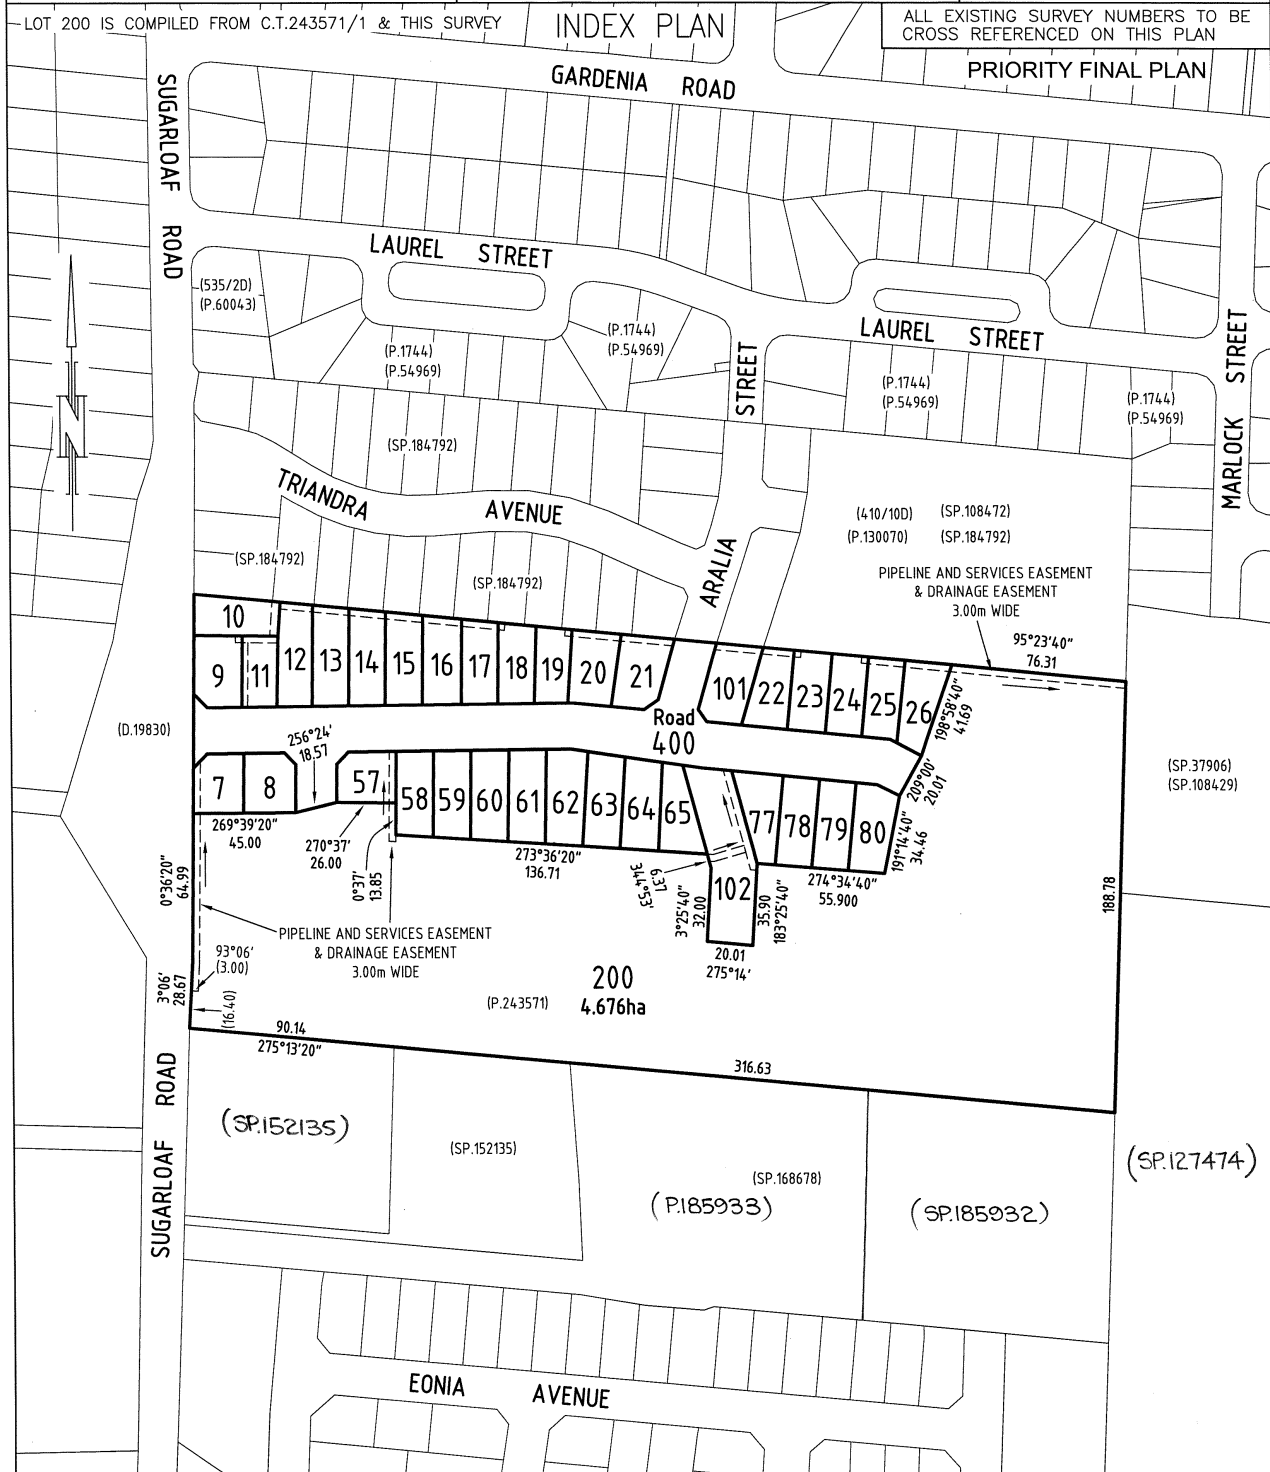 LOT 200 IS COMPILED FROM C.T.243571/1 & THIS SURVEY
INDEX PLAN
ALL EXISTING SURVEY NUMBERS TO BE
CROSS REFERENCED ON THIS PLAN
PRIORITY FINAL PLAN
GARDENIA ROAD
SUGARLOAF ROAD
LAUREL STREET
(535/2D)
(P.60043)
(P.1744)
(P.54969)
(P.1744)
(P.54969)
STREET
LAUREL STREET
(P.1744)
(P.54969)
(P.1744)
(P.54969)
MARLOCK STREET
(SP.184792)
TRIANDRA AVENUE
(410/10D) (SP.108472)
(P.130070) (SP.184792)
ARALIA
(SP.184792)
(SP.184792)
PIPELINE AND SERVICES EASEMENT
& DRAINAGE EASEMENT
3.00m WIDE
95°23'40"
76.31
10
9
11
12
13
14
15
16
17
18
19
20
21
101
22
23
24
25
26
198°58'40"
41.69
(D.19830)
256°24'
18.57
Road
400
209°00'
20.01
(SP.37906)
(SP.108429)
7
8
57
58
59
60
61
62
63
64
65
77
78
79
80
191°14'40"
34.46
269°39'20"
45.00
270°37'
26.00
0°37'
13.85
273°36'20"
136.71
6.37
344°53'
102
274°34'40"
55.900
3°25'40"
32.00
35.90
183°25'40"
20.01
275°14'
0°36'20"
64.99
188.78
PIPELINE AND SERVICES EASEMENT
& DRAINAGE EASEMENT
3.00m WIDE
93°06'
(3.00)
3°06'
28.67
(16.40)
(P.243571)
200
4.676ha
90.14
275°13'20"
316.63
SUGARLOAF ROAD
(SP.152135)
(SP.152135)
(SP.168678)
(P.185933)
(SP.185932)
(SP.127474)
EONIA AVENUE